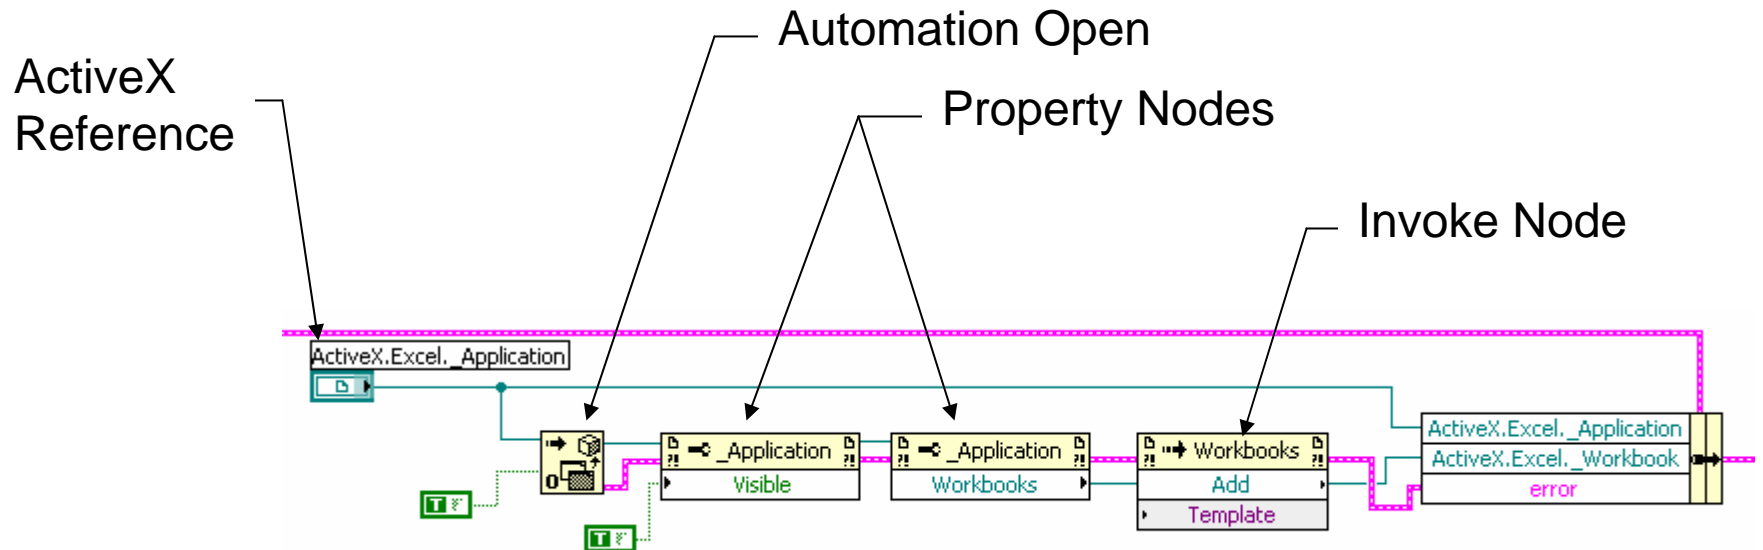 Automation Open
ActiveX
Reference
Property Nodes
Invoke Node
ActiveX.Excel._Application
_Application
Visible
_Application
Workbooks
Workbooks
Add
Template
ActiveX.Excel._Application
ActiveX.Excel._Workbook
error
T
T